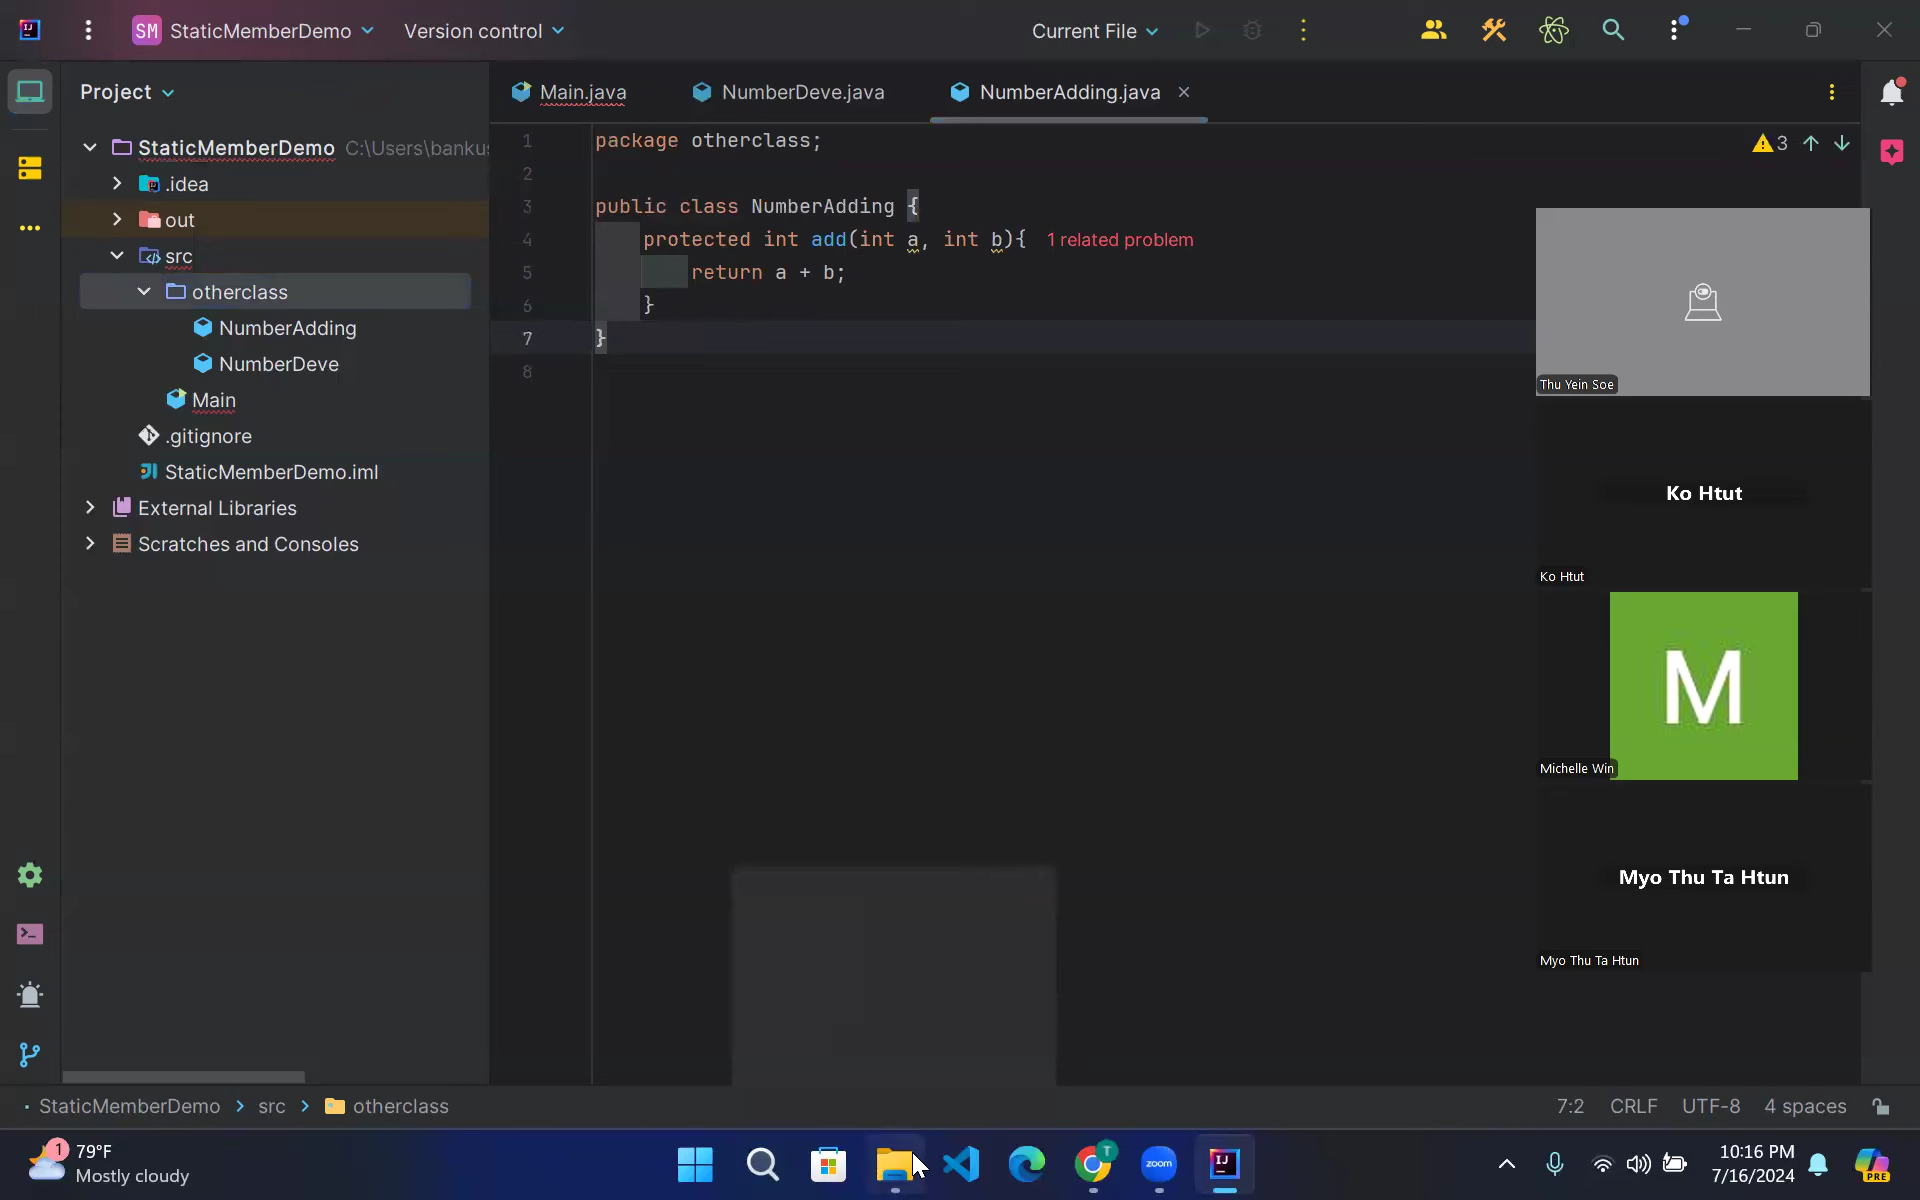 SM StaticMemberDemo Version control Current File
Project
Main.java NumberDeve.java NumberAdding.java
StaticMemberDemo C:\Users\banku
.idea
out
src
otherclass
NumberAdding
NumberDeve
Main
.gitignore
StaticMemberDemo.iml
External Libraries
Scratches and Consoles
1 package otherclass;
2
3 public class NumberAdding {
4 protected int add(int a, int b){ 1 related problem
5 return a + b;
6 }
7 }
8
3
Thu Yein Soe
Ko Htut
Ko Htut
M
Michelle Win
Myo Thu Ta Htun
Myo Thu Ta Htun
StaticMemberDemo > src > otherclass
7:2 CRLF UTF-8 4 spaces
1 79°F
Mostly cloudy
T
zoom
IJ
10:16 PM
7/16/2024
PRE